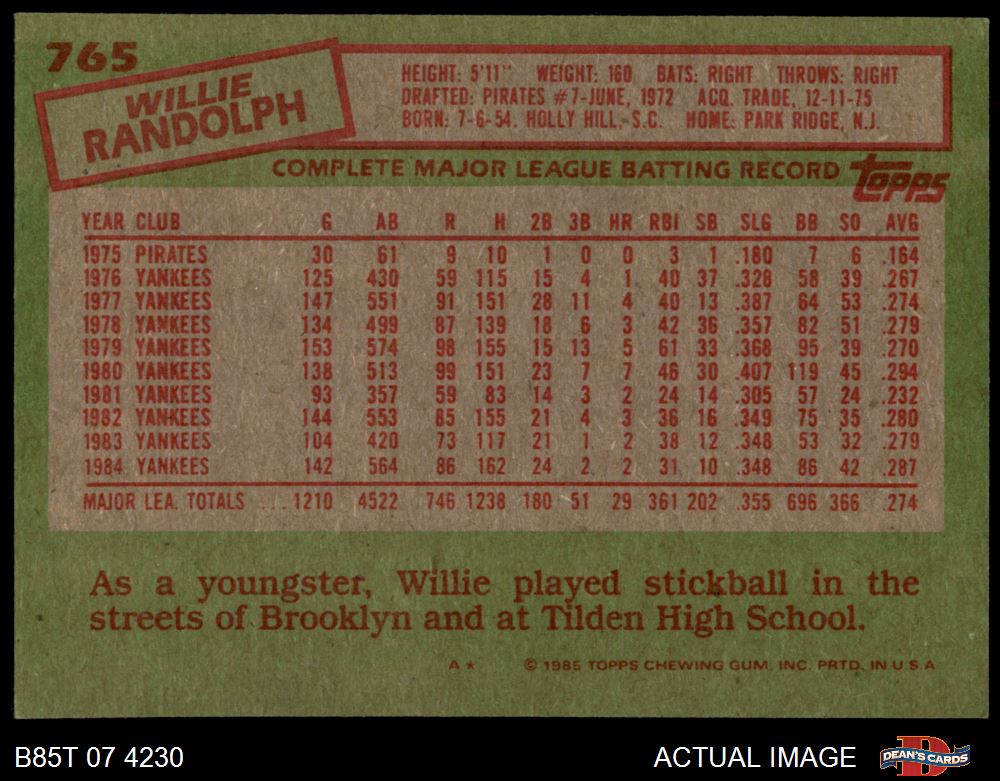 765
WILLIE
RANDOLPH
HEIGHT: 5'11" WEIGHT: 160 BATS: RIGHT THROWS: RIGHT
DRAFTED: PIRATES #7-JUNE, 1972 ACQ. TRADE, 12-11-75
BORN: 7-6-54, HOLLY HILL, S.C. HOME: PARK RIDGE, N.J.
COMPLETE MAJOR LEAGUE BATTING RECORD
Topps
YEAR CLUB G AB R H 2B 3B HR RBI SB SLG BB SO AVG
1975 PIRATES 30 61 9 10 1 0 0 3 1 .180 7 6 .164
1976 YANKEES 125 430 59 115 15 4 1 40 37 .328 58 39 .267
1977 YANKEES 147 551 91 151 28 11 4 40 13 .387 64 53 .274
1978 YANKEES 134 499 87 139 18 6 3 42 36 .357 82 51 .279
1979 YANKEES 153 574 98 155 15 13 5 61 33 .368 95 39 .270
1980 YANKEES 138 513 99 151 23 7 7 46 30 .407 119 45 .294
1981 YANKEES 93 357 59 83 14 3 2 24 14 .305 57 24 .232
1982 YANKEES 144 553 85 155 21 4 3 36 16 .349 75 35 .280
1983 YANKEES 104 420 73 117 21 1 2 38 12 .348 53 32 .279
1984 YANKEES 142 564 86 162 24 2 2 31 10 .348 86 42 .287
MAJOR LEA. TOTALS ... 1210 4522 746 1238 180 51 29 361 202 .355 696 366 .274
As a youngster, Willie played stickball in the
streets of Brooklyn and at Tilden High School.
A* © 1985 TOPPS CHEWING GUM, INC. PRTD. IN U S A
B85T 07 4230
ACTUAL IMAGE
DEAN'S CARDS